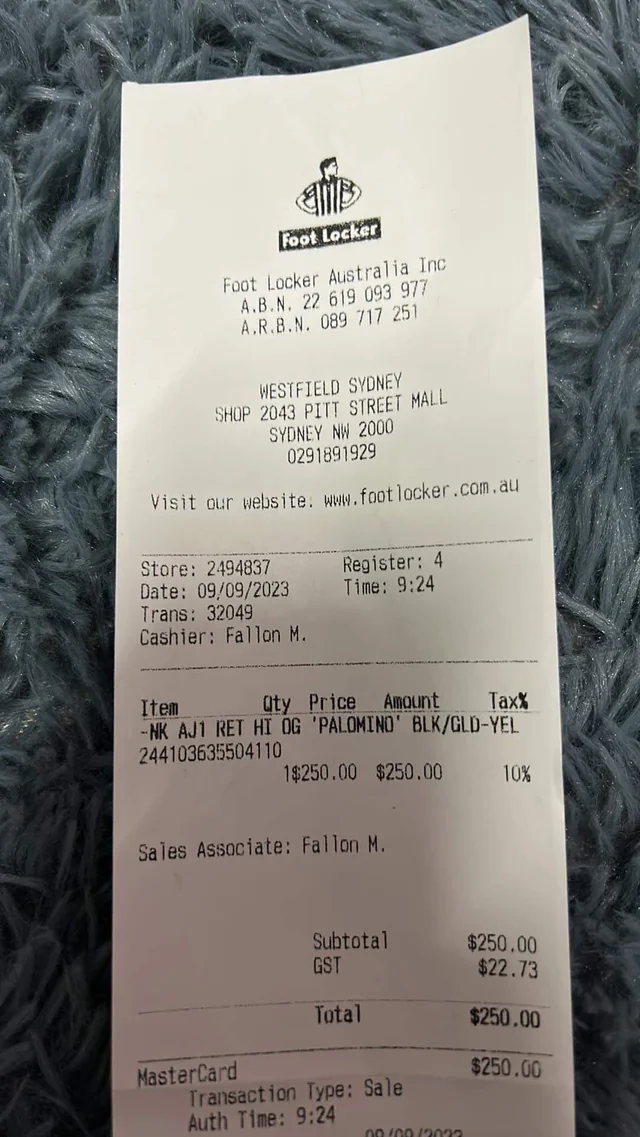 Foot Locker
Foot Locker Australia Inc
A.B.N. 22 619 093 977
A.R.B.N. 089 717 251
WESTFIELD SYDNEY
SHOP 2043 PITT STREET MALL
SYDNEY NW 2000
0291891929
Visit our website. www.footlocker.com.au
Store: 2494837 Register: 4
Date: 09/09/2023 Time: 9:24
Trans: 32049
Cashier: Fallon M.
Item Qty Price Amount Tax%
-NK AJ1 RET HI OG 'PALOMINO' BLK/GLD-YEL
244103635504110
1$250.00 $250.00 10%
Sales Associate: Fallon M.
Subtotal $250.00
GST $22.73
Total $250.00
MasterCard $250.00
Transaction Type: Sale
Auth Time: 9:24
09/09/2023